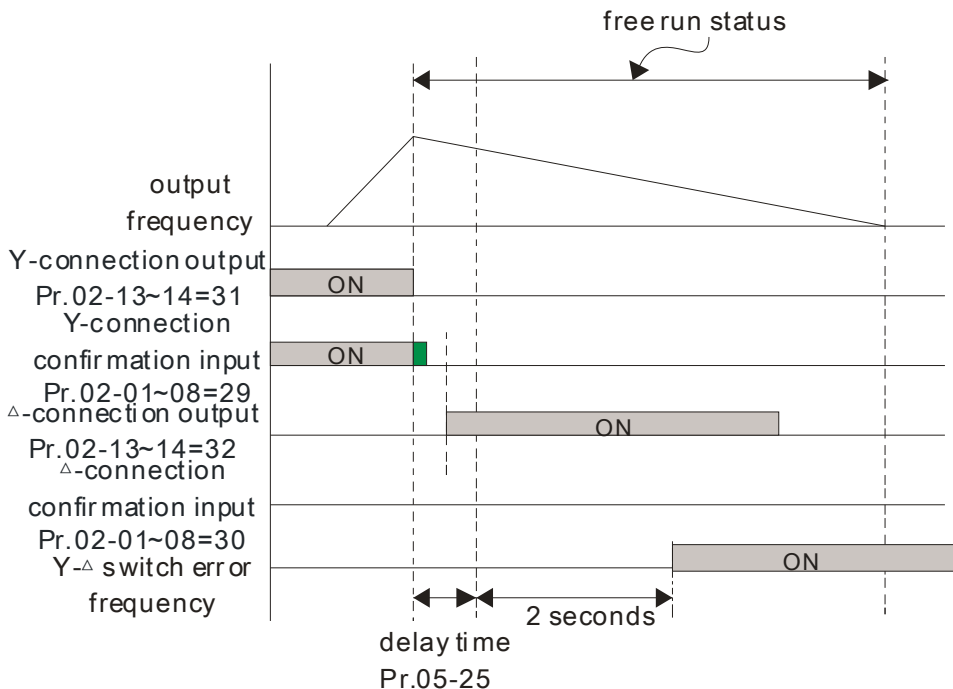 free run status
output
frequency
Y-connection output
Pr.02-13~14=31
ON
Y-connection
confirmation input
Pr.02-01~08=29
ON
△-connection output
Pr.02-13~14=32
ON
△-connection
confirmation input
Pr.02-01~08=30
Y-△ switch error
frequency
ON
2 seconds
delay time
Pr.05-25